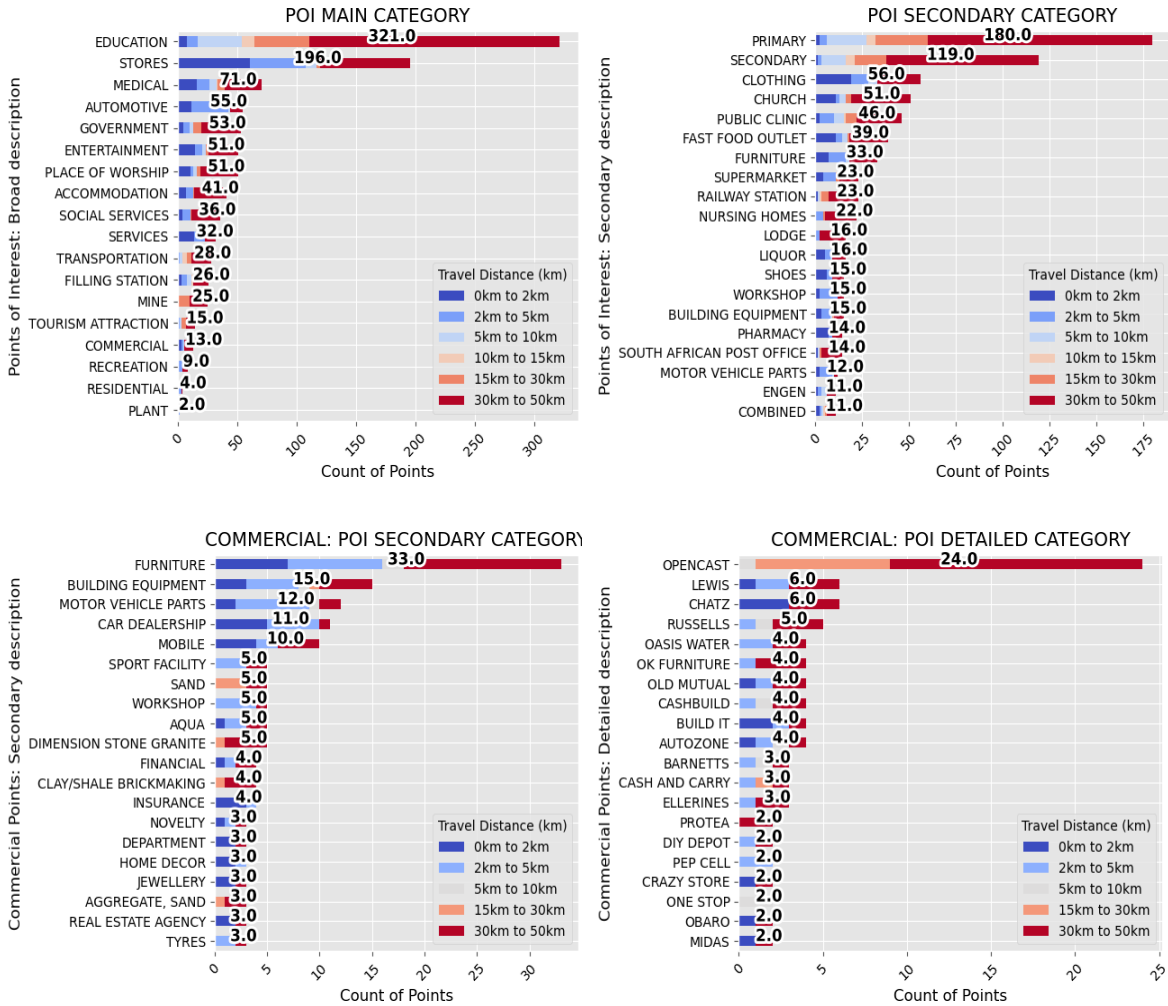 POI MAIN CATEGORY
Points of Interest: Broad description
EDUCATION 321.0
STORES 196.0
MEDICAL 71.0
AUTOMOTIVE 55.0
GOVERNMENT 53.0
ENTERTAINMENT 51.0
PLACE OF WORSHIP 51.0
ACCOMMODATION 41.0
SOCIAL SERVICES 36.0
SERVICES 32.0
TRANSPORTATION 28.0
FILLING STATION 26.0
MINE 25.0
TOURISM ATTRACTION 15.0
COMMERCIAL 13.0
RECREATION 9.0
RESIDENTIAL 4.0
PLANT 2.0
Travel Distance (km)
0km to 2km
2km to 5km
5km to 10km
10km to 15km
15km to 30km
30km to 50km
0 50 100 150 200 250 300
Count of Points
POI SECONDARY CATEGORY
Points of Interest: Secondary description
PRIMARY 180.0
SECONDARY 119.0
CLOTHING 56.0
CHURCH 51.0
PUBLIC CLINIC 46.0
FAST FOOD OUTLET 39.0
FURNITURE 33.0
SUPERMARKET 23.0
RAILWAY STATION 23.0
NURSING HOMES 22.0
LODGE 16.0
LIQUOR 16.0
SHOES 15.0
WORKSHOP 15.0
BUILDING EQUIPMENT 15.0
PHARMACY 14.0
SOUTH AFRICAN POST OFFICE 14.0
MOTOR VEHICLE PARTS 12.0
ENGEN 11.0
COMBINED 11.0
Travel Distance (km)
0km to 2km
2km to 5km
5km to 10km
10km to 15km
15km to 30km
30km to 50km
0 25 50 75 100 125 150 175
Count of Points
COMMERCIAL: POI SECONDARY CATEGORY
Commercial Points: Secondary description
FURNITURE 33.0
BUILDING EQUIPMENT 15.0
MOTOR VEHICLE PARTS 12.0
CAR DEALERSHIP 11.0
MOBILE 10.0
SPORT FACILITY 5.0
SAND 5.0
WORKSHOP 5.0
AQUA 5.0
DIMENSION STONE GRANITE 5.0
FINANCIAL 4.0
CLAY/SHALE BRICKMAKING 4.0
INSURANCE 4.0
NOVELTY 3.0
DEPARTMENT 3.0
HOME DECOR 3.0
JEWELLERY 3.0
AGGREGATE, SAND 3.0
REAL ESTATE AGENCY 3.0
TYRES 3.0
Travel Distance (km)
0km to 2km
2km to 5km
5km to 10km
15km to 30km
30km to 50km
0 5 10 15 20 25 30
Count of Points
COMMERCIAL: POI DETAILED CATEGORY
Commercial Points: Detailed description
OPENCAST 24.0
LEWIS 6.0
CHATZ 6.0
RUSSELLS 5.0
OASIS WATER 4.0
OK FURNITURE 4.0
OLD MUTUAL 4.0
CASHBUILD 4.0
BUILD IT 4.0
AUTOZONE 4.0
BARNETTS 3.0
CASH AND CARRY 3.0
ELLERINES 3.0
PROTEA 2.0
DIY DEPOT 2.0
PEP CELL 2.0
CRAZY STORE 2.0
ONE STOP 2.0
OBARO 2.0
MIDAS 2.0
Travel Distance (km)
0km to 2km
2km to 5km
5km to 10km
15km to 30km
30km to 50km
0 5 10 15 20 25
Count of Points